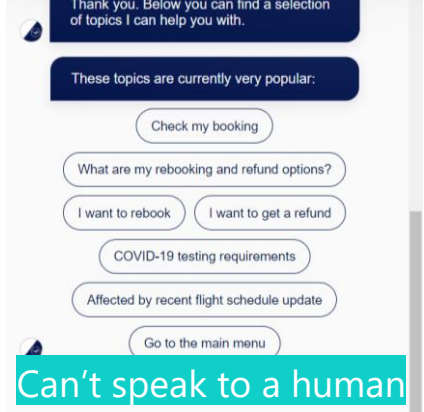 Thank you. Below you can find a selection
of topics I can help you with.
These topics are currently very popular:
Check my booking
What are my rebooking and refund options?
I want to rebook
I want to get a refund
COVID-19 testing requirements
Affected by recent flight schedule update
Go to the main menu
Can’t speak to a human